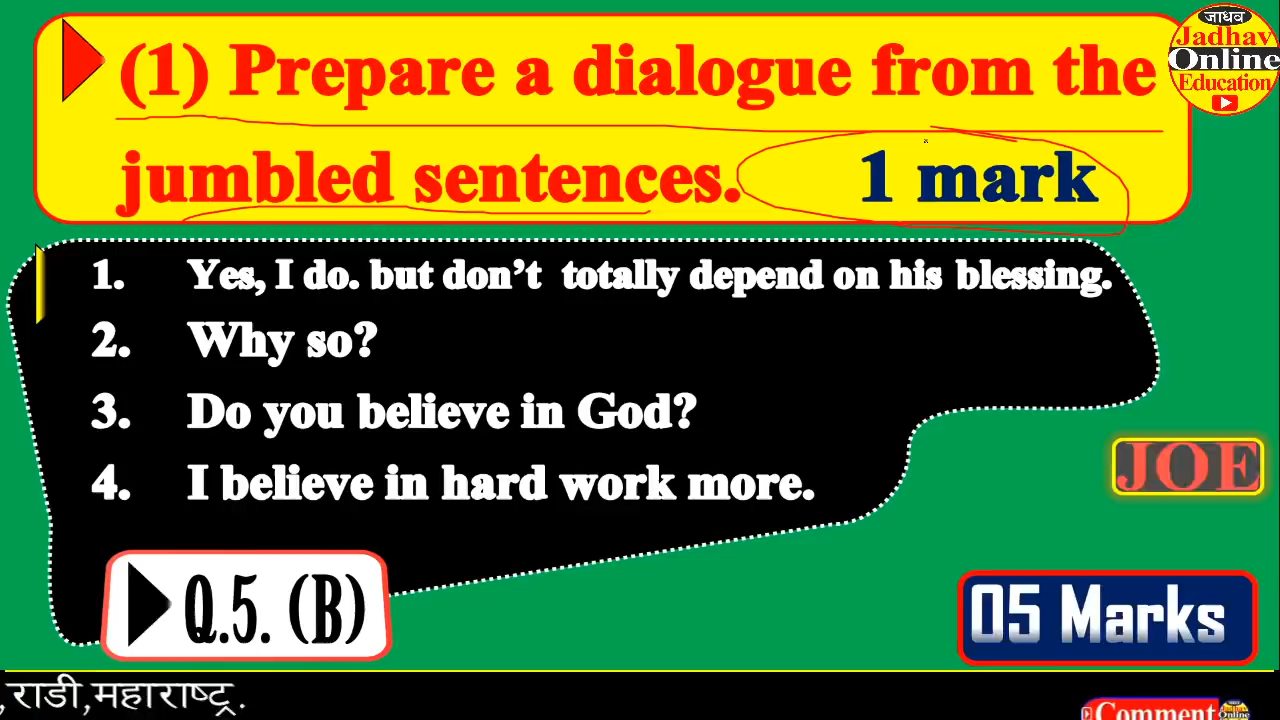 (1) Prepare a dialogue from the
jumbled sentences. 1 mark
जाधव
Jadhav
Online
Education
1. Yes, I do. but don’t totally depend on his blessing.
2. Why so?
3. Do you believe in God?
4. I believe in hard work more.
JOE
Q.5. (B)
05 Marks
,राडी,महाराष्ट्र.
Comment
Jadhav
Online